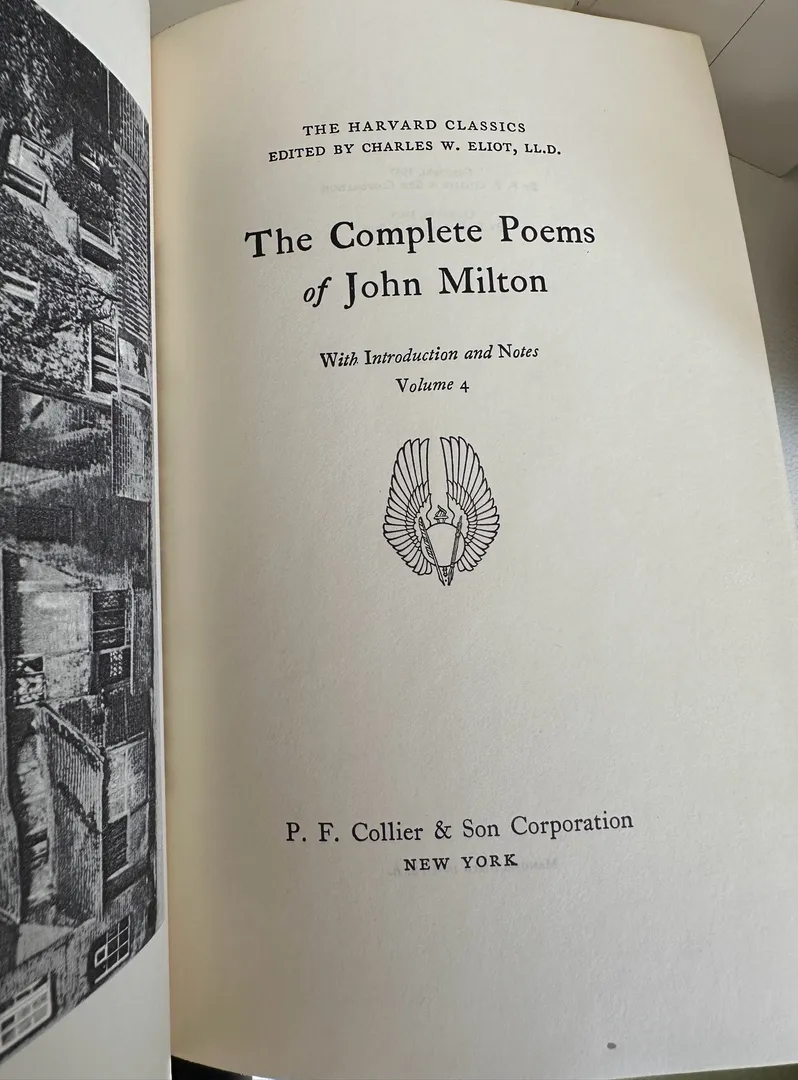 THE HARVARD CLASSICS
EDITED BY CHARLES W. ELIOT, LL.D.
The Complete Poems
of John Milton
With Introduction and Notes
Volume 4
P. F. Collier & Son Corporation
NEW YORK